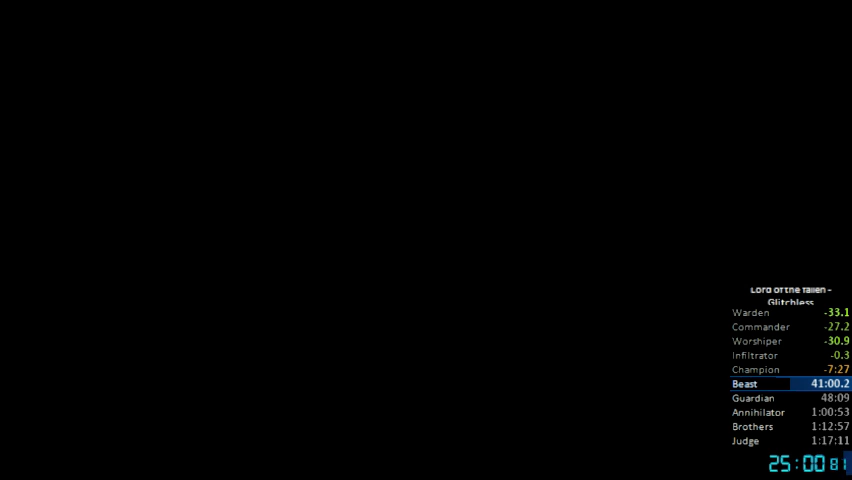 Lord of the fallen -
Glitchless
Warden -33.1
Commander -27.2
Worshiper -30.9
Infiltrator -0.3
Champion -7:27
Beast 41:00.2
Guardian 48:09
Annihilator 1:00:53
Brothers 1:12:57
Judge 1:17:11
25:00 81